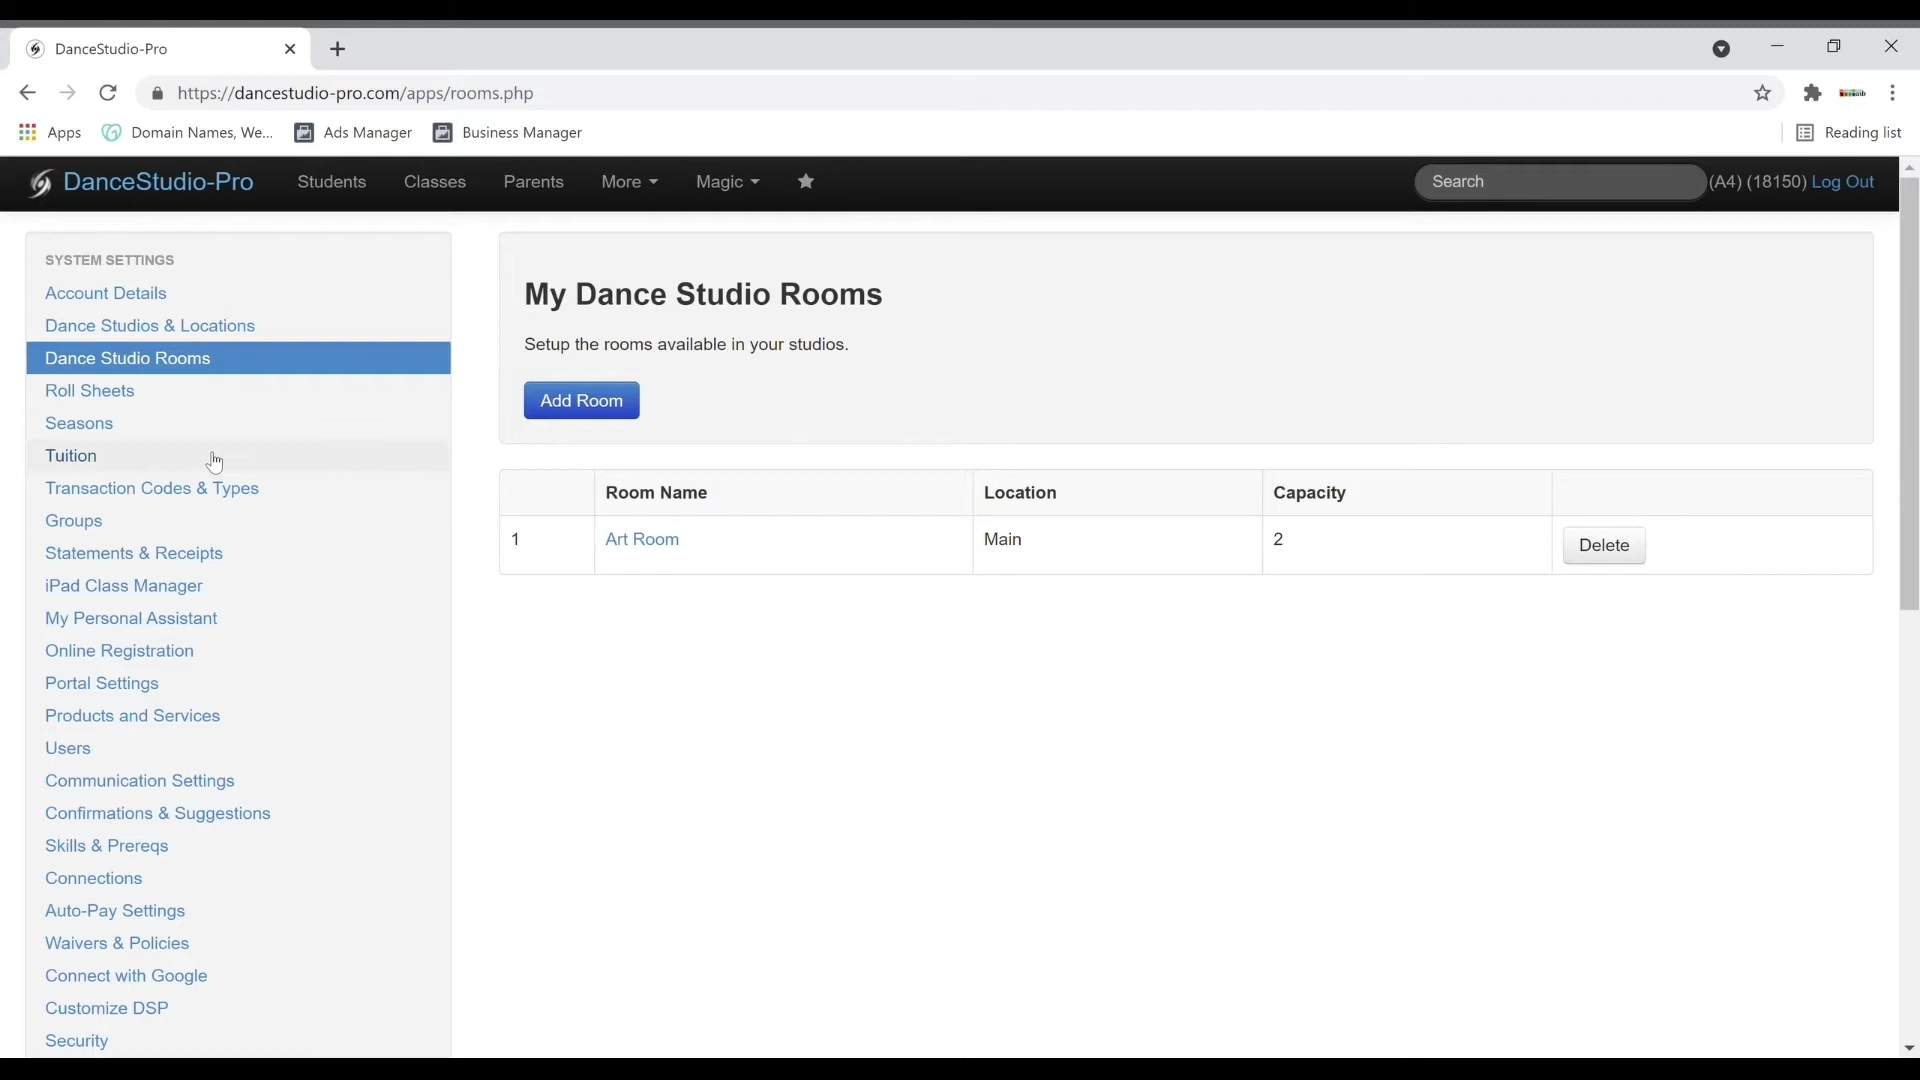 DanceStudio-Pro
https://dancestudio-pro.com/apps/rooms.php
Apps Domain Names, We... Ads Manager Business Manager Reading list
DanceStudio-Pro Students Classes Parents More Magic Search (A4) (18150) Log Out
SYSTEM SETTINGS
Account Details
Dance Studios & Locations
Dance Studio Rooms
Roll Sheets
Seasons
Tuition
Transaction Codes & Types
Groups
Statements & Receipts
iPad Class Manager
My Personal Assistant
Online Registration
Portal Settings
Products and Services
Users
Communication Settings
Confirmations & Suggestions
Skills & Prereqs
Connections
Auto-Pay Settings
Waivers & Policies
Connect with Google
Customize DSP
Security
My Dance Studio Rooms
Setup the rooms available in your studios.
Add Room
Room Name Location Capacity
1 Art Room Main 2 Delete